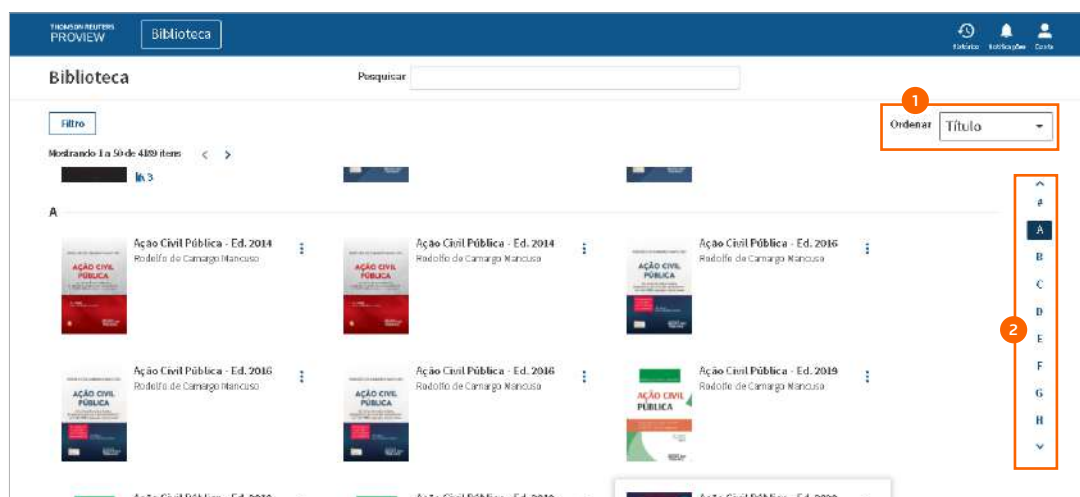 THOMSON REUTERS
PROVIEW
Biblioteca
Histórico Notificações Conta
Biblioteca
Pesquisar
1
Filtro
Ordenar Título
Mostrando 1 a 50 de 4189 itens < >
3
A
#
A
B
C
D
E
F
G
H
2
Ação Civil Pública - Ed. 2014
Rodolfo de Camargo Mancuso
AÇÃO CIVIL
PÚBLICA
Ação Civil Pública - Ed. 2014
Rodolfo de Camargo Mancuso
AÇÃO CIVIL
PÚBLICA
Ação Civil Pública - Ed. 2016
Rodolfo de Camargo Mancuso
AÇÃO CIVIL
PÚBLICA
Ação Civil Pública - Ed. 2016
Rodolfo de Camargo Mancuso
AÇÃO CIVIL
PÚBLICA
Ação Civil Pública - Ed. 2016
Rodolfo de Camargo Mancuso
AÇÃO CIVIL
PÚBLICA
Ação Civil Pública - Ed. 2019
Rodolfo de Camargo Mancuso
AÇÃO CIVIL
PÚBLICA